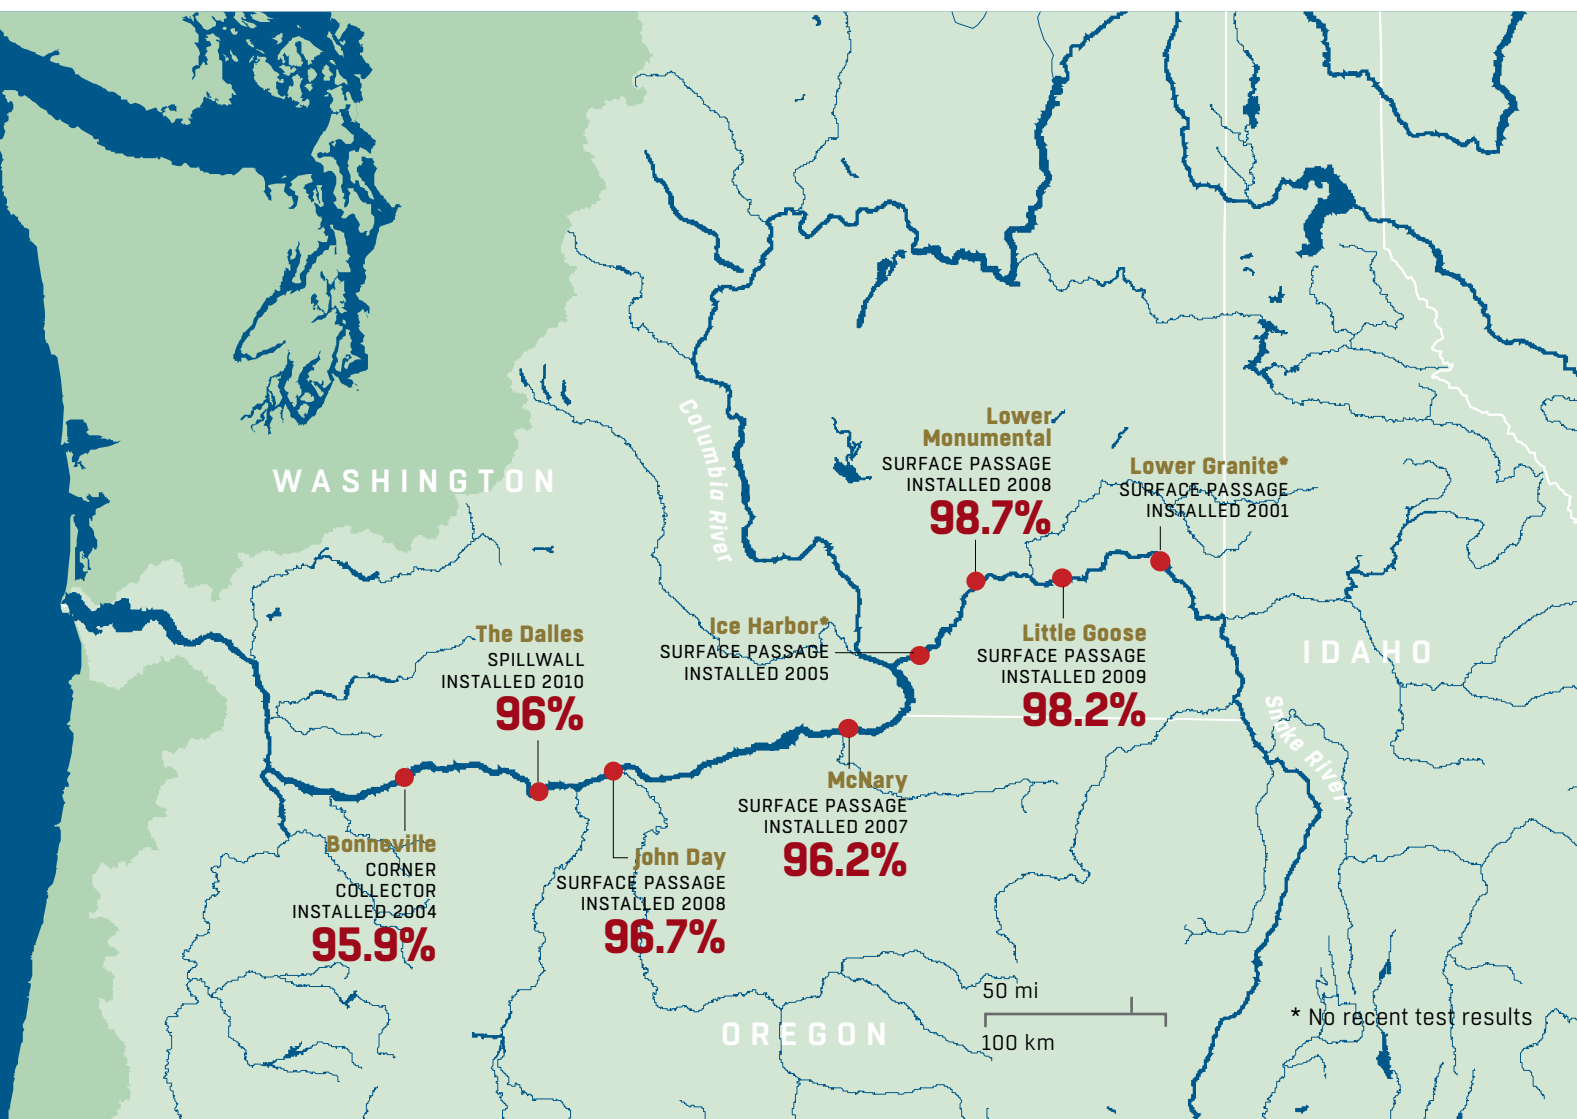 WASHINGTON
Columbia River
Lower
Monumental
SURFACE PASSAGE
INSTALLED 2008
98.7%
Lower Granite*
SURFACE PASSAGE
INSTALLED 2001
The Dalles
SPILLWALL
INSTALLED 2010
96%
Ice Harbor*
SURFACE PASSAGE
INSTALLED 2005
Little Goose
SURFACE PASSAGE
INSTALLED 2009
98.2%
IDAHO
Snake River
Bonneville
CORNER
COLLECTOR
INSTALLED 2004
95.9%
John Day
SURFACE PASSAGE
INSTALLED 2008
96.7%
McNary
SURFACE PASSAGE
INSTALLED 2007
96.2%
OREGON
50 mi
100 km
* No recent test results